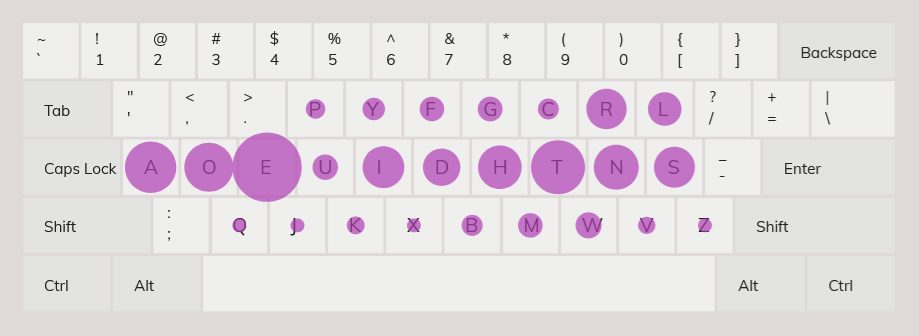 ~ ! @ # $ % ^ & * ( ) { }
` 1 2 3 4 5 6 7 8 9 0 [ ] Backspace
" < > ? + |
Tab ' , . P Y F G C R L / = \
Caps Lock A O E U I D H T N S _ - Enter
Shift : ; Q J K X B M W V Z Shift
Ctrl Alt Alt Ctrl